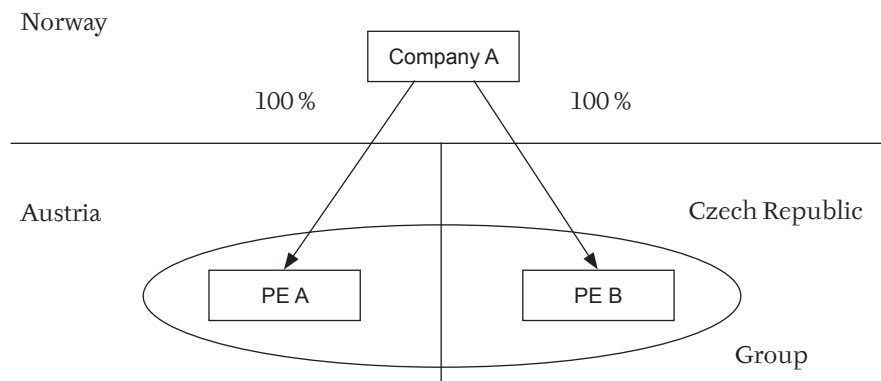 Norway
Company A
100 %
100 %
Austria
Czech Republic
PE A
PE B
Group